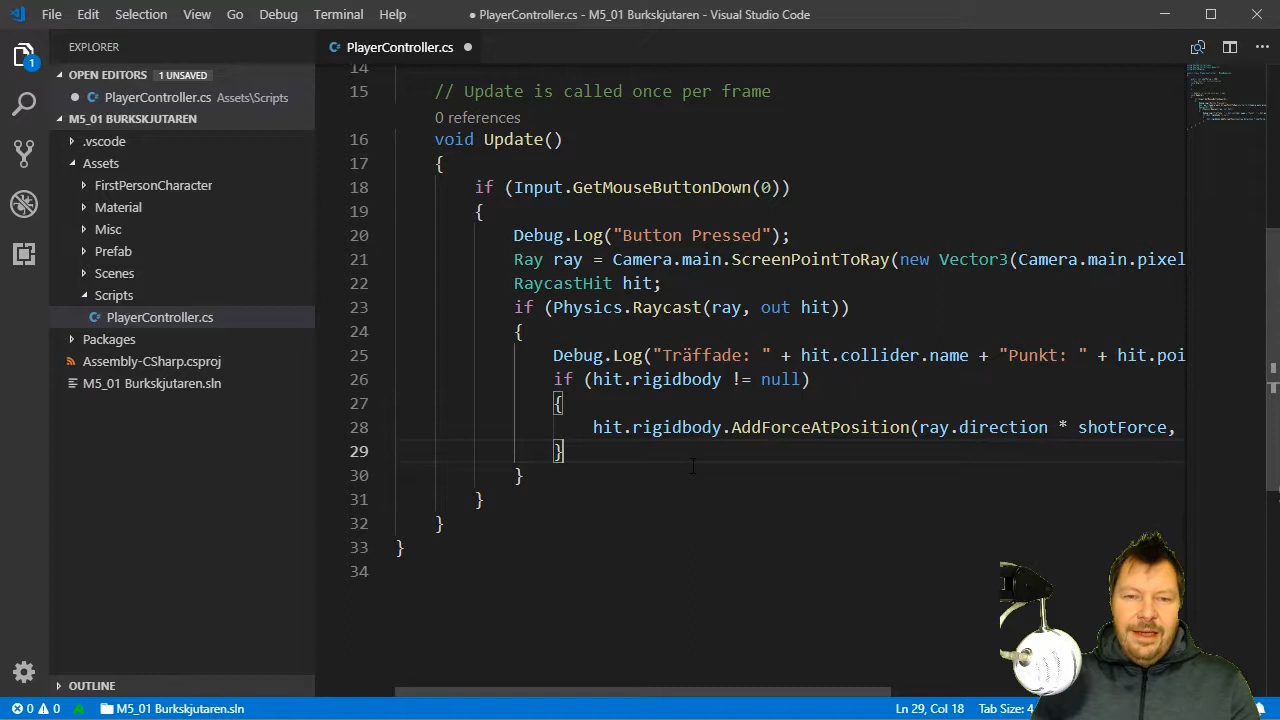 File Edit Selection View Go Debug Terminal Help
● PlayerController.cs - M5_01 Burkskjutaren - Visual Studio Code
EXPLORER
PlayerController.cs
OPEN EDITORS 1 UNSAVED
PlayerController.cs Assets\Scripts
M5_01 BURKSKJUTAREN
.vscode
Assets
FirstPersonCharacter
Material
Misc
Prefab
Scenes
Scripts
PlayerController.cs
Packages
Assembly-CSharp.csproj
M5_01 Burkskjutaren.sln
OUTLINE
1
14
15 // Update is called once per frame
0 references
16 void Update()
17 {
18 if (Input.GetMouseButtonDown(0))
19 {
20 Debug.Log("Button Pressed");
21 Ray ray = Camera.main.ScreenPointToRay(new Vector3(Camera.main.pixel
22 RaycastHit hit;
23 if (Physics.Raycast(ray, out hit))
24 {
25 Debug.Log("Träffade: " + hit.collider.name + "Punkt: " + hit.poi
26 if (hit.rigidbody != null)
27 {
28 hit.rigidbody.AddForceAtPosition(ray.direction * shotForce,
29 }
30 }
31 }
32 }
33 }
34
0 0 M5_01 Burkskjutaren.sln
Ln 29, Col 18 Tab Size: 4